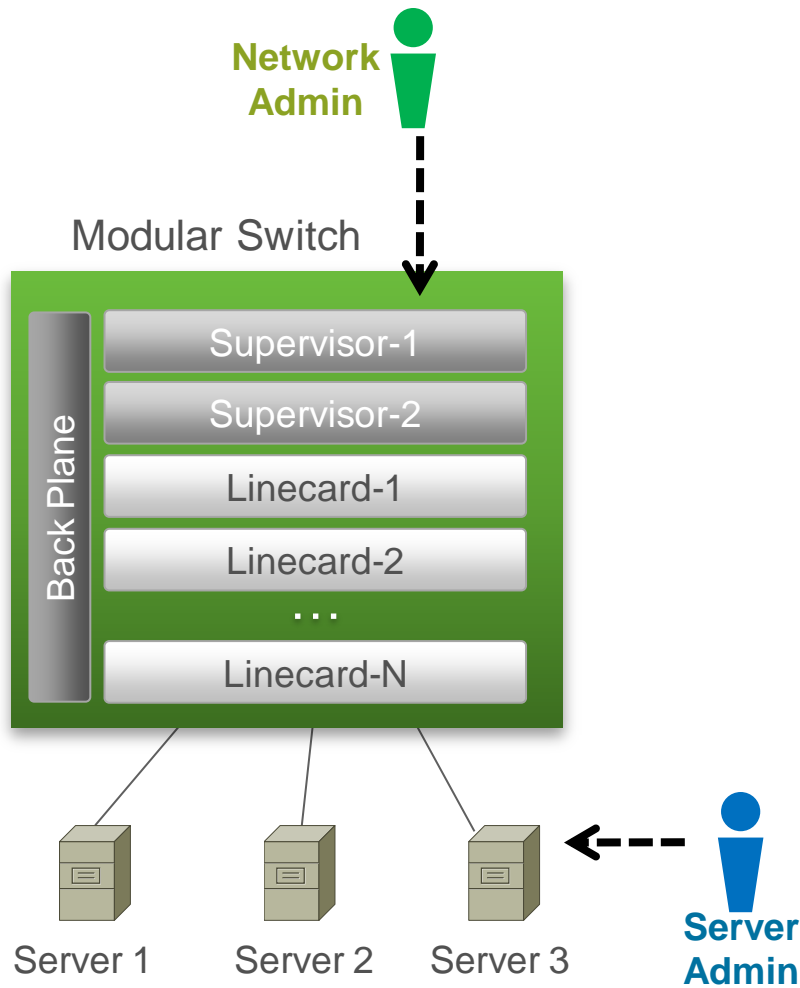 Network
Admin
Modular Switch
Back Plane
Supervisor-1
Supervisor-2
Linecard-1
Linecard-2
...
Linecard-N
Server 1
Server 2
Server 3
Server
Admin